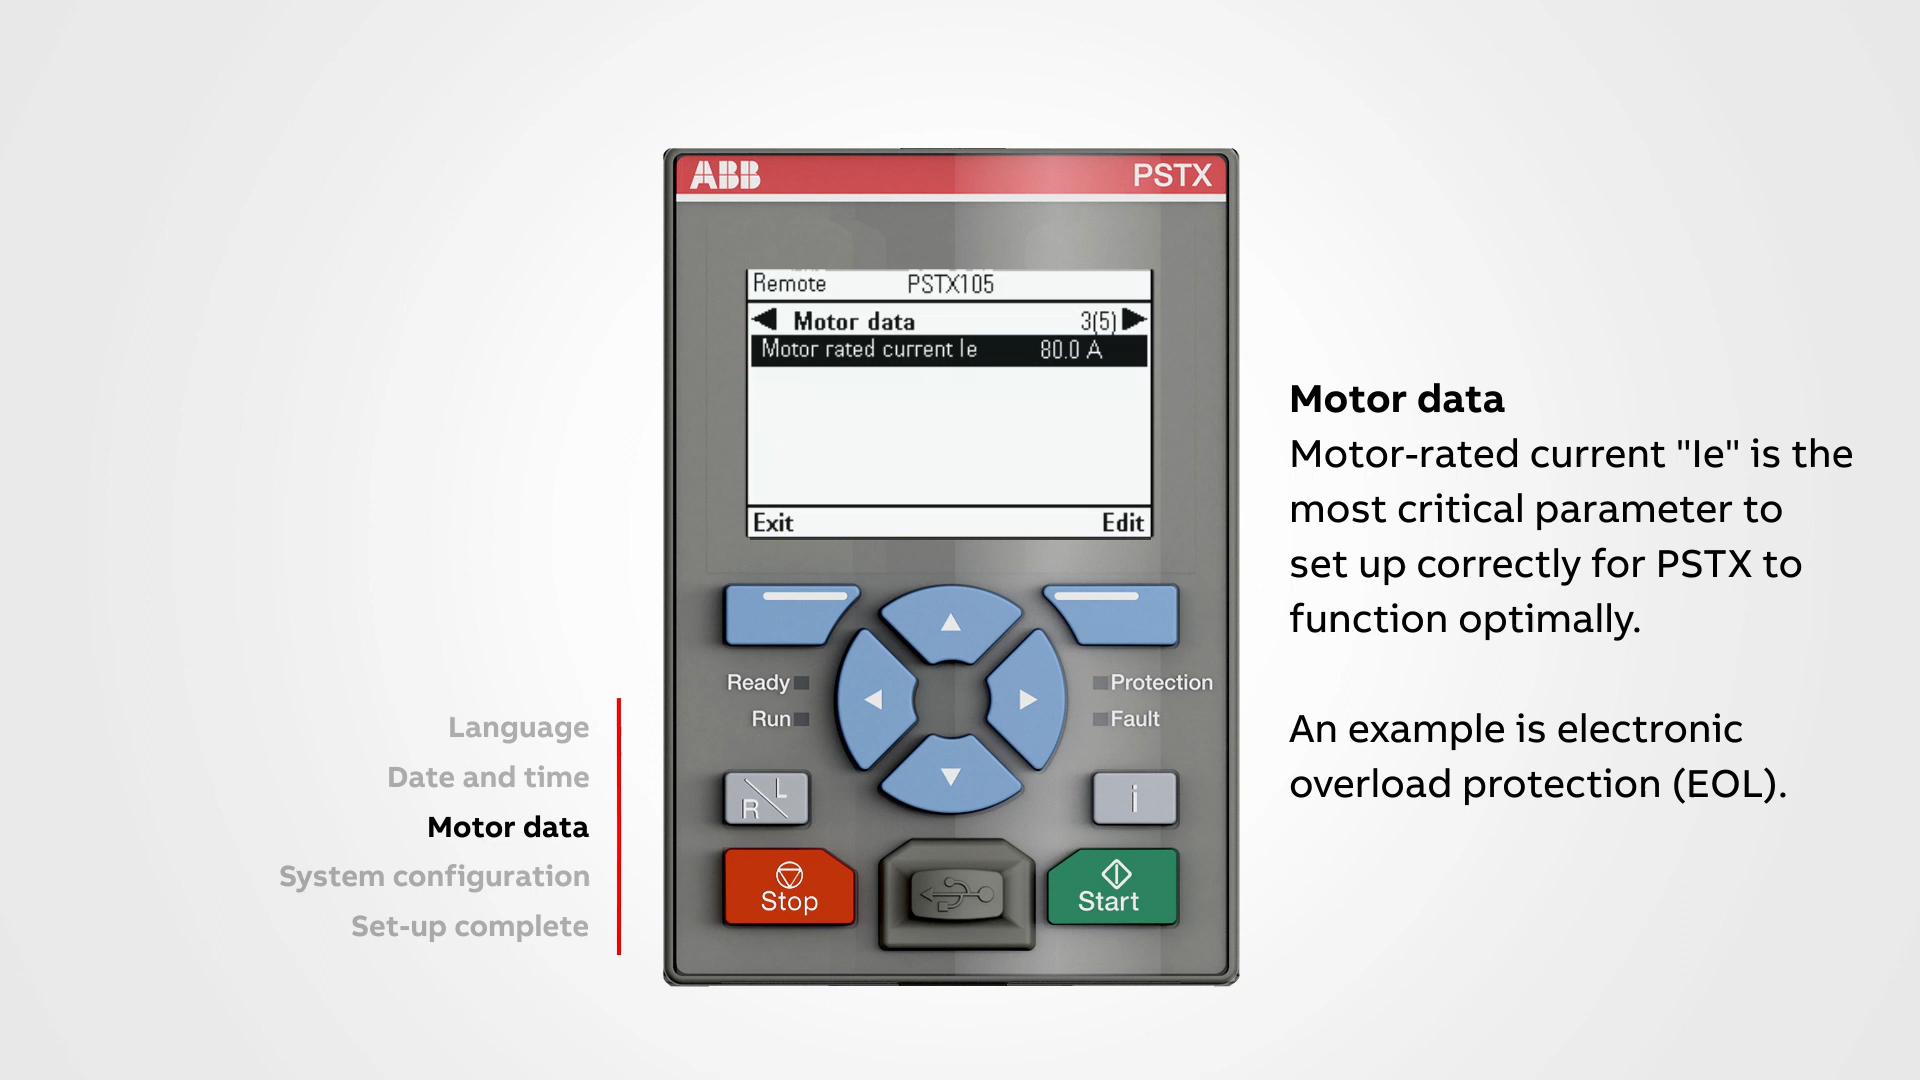 ABB PSTX
Remote PSTX105
Motor data 3(5)
Motor rated current Ie 80.0 A
Exit Edit
Ready
Run
Protection
Fault
R L
i
Stop
Start
Language
Date and time
Motor data
System configuration
Set-up complete
Motor data
Motor-rated current "Ie" is the
most critical parameter to
set up correctly for PSTX to
function optimally.
An example is electronic
overload protection (EOL).